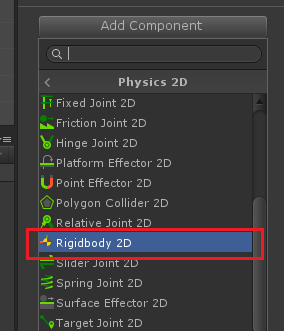 Add Component
Physics 2D
Fixed Joint 2D
Friction Joint 2D
Hinge Joint 2D
Platform Effector 2D
Point Effector 2D
Polygon Collider 2D
Relative Joint 2D
Rigidbody 2D
Slider Joint 2D
Spring Joint 2D
Surface Effector 2D
Target Joint 2D